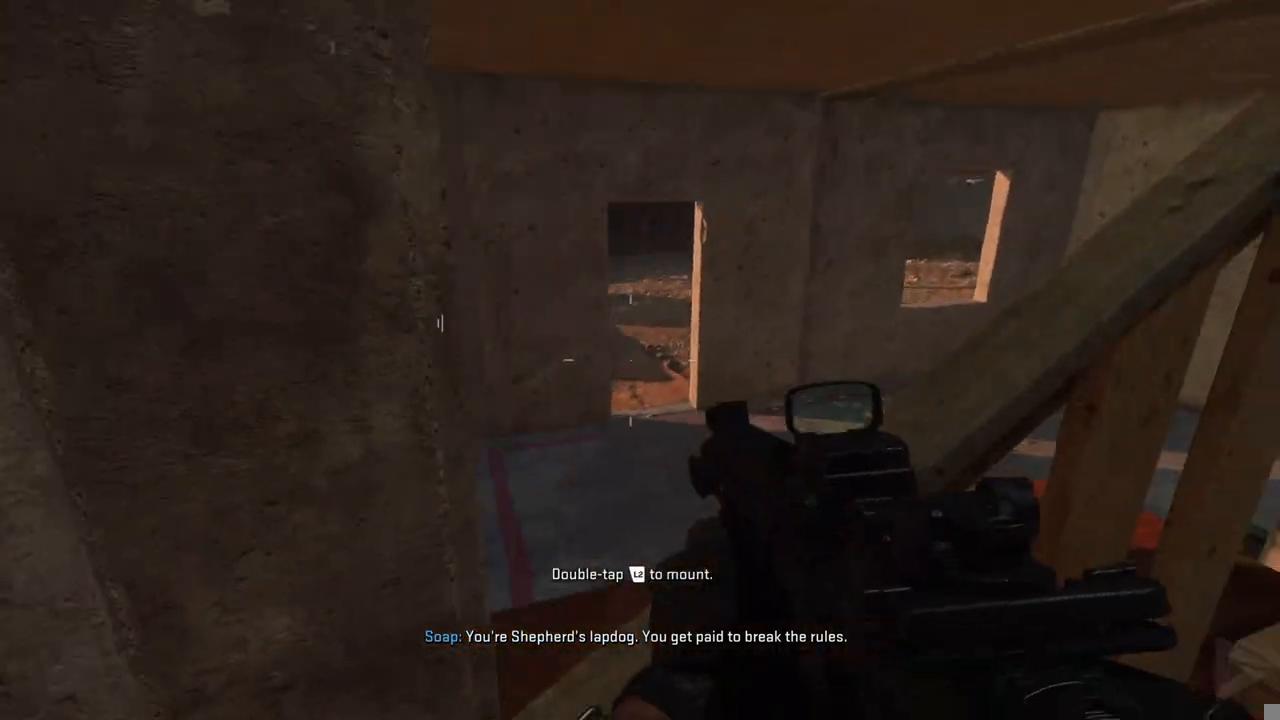 Double-tap L2 to mount.
Soap: You're Shepherd's lapdog. You get paid to break the rules.